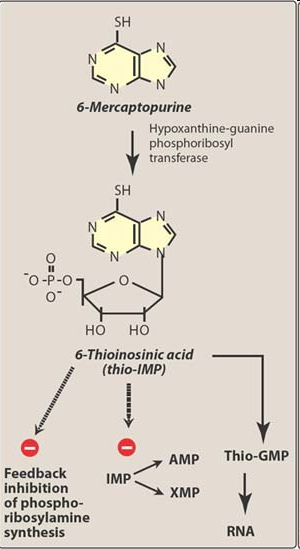 SH
N
N
N
N
6-Mercaptopurine
Hypoxanthine-guanine
phosphoribosyl
transferase
SH
N
N
N
N
O
⁻O-P-O
O⁻
O
HO HO
6-Thioinosinic acid
(thio-IMP)
Feedback
inhibition
of phospho-
ribosylamine
synthesis
IMP
AMP
XMP
Thio-GMP
RNA